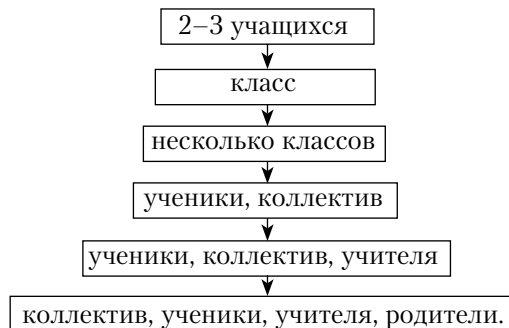 2–3 учащихся
класс
несколько классов
ученики, коллектив
ученики, коллектив, учителя
коллектив, ученики, учителя, родители.